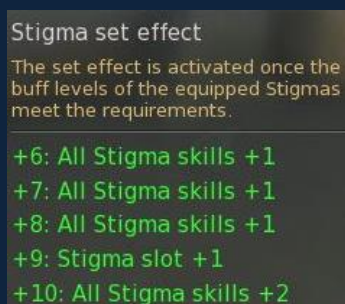 Stigma set effect
The set effect is activated once the
buff levels of the equipped Stigmas
meet the requirements.
+6: All Stigma skills +1
+7: All Stigma skills +1
+8: All Stigma skills +1
+9: Stigma slot +1
+10: All Stigma skills +2